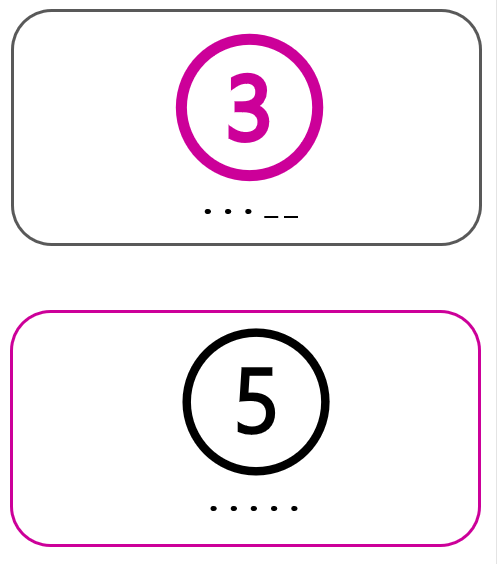 3
• • • _ _
5
• • • • •